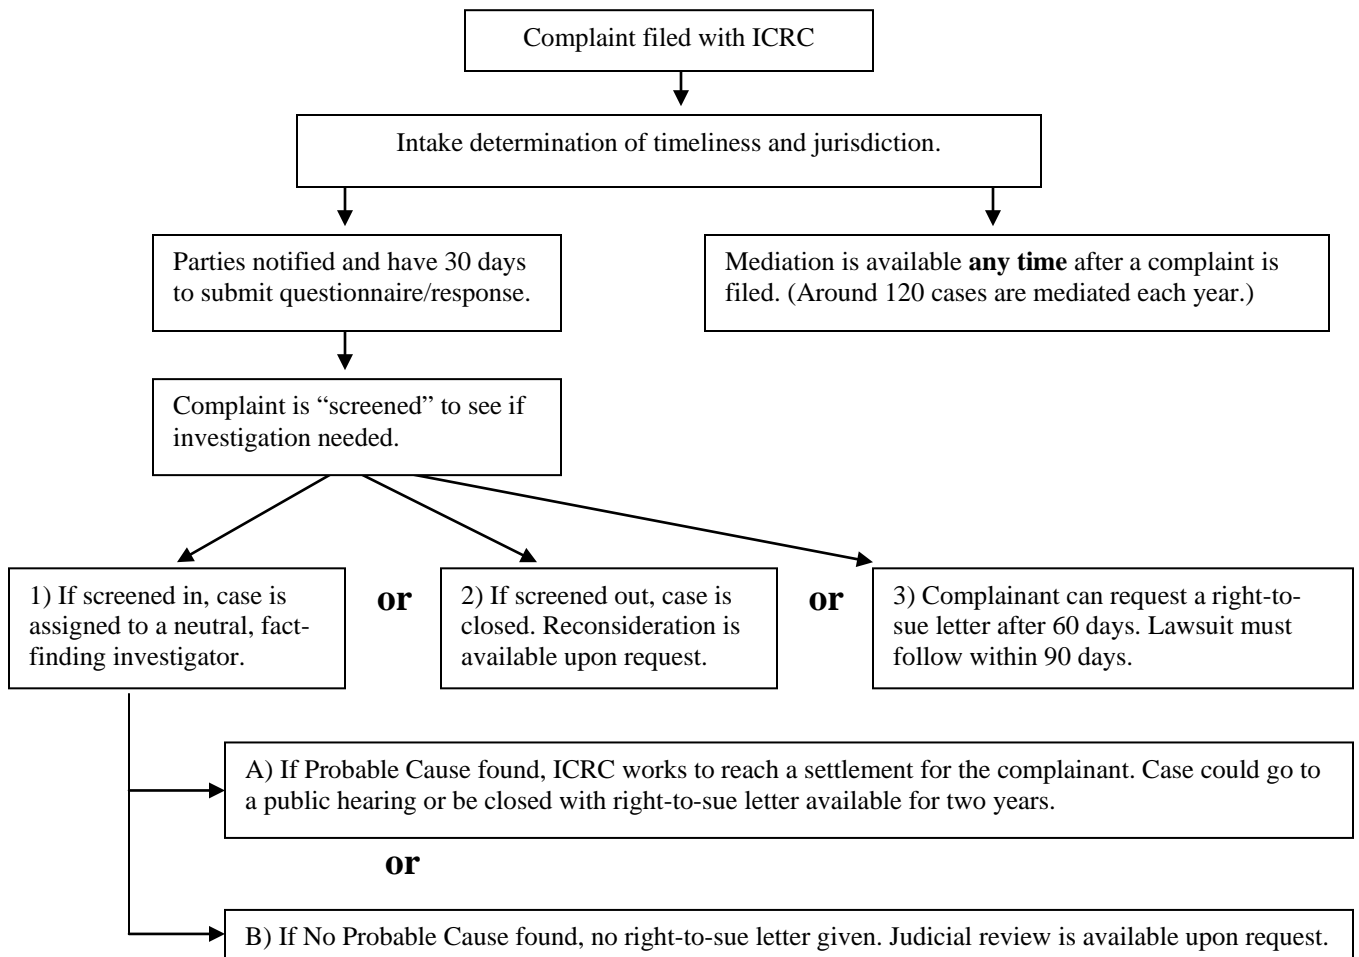 Complaint filed with ICRC
Intake determination of timeliness and jurisdiction.
Parties notified and have 30 days
to submit questionnaire/response.
Mediation is available any time after a complaint is
filed. (Around 120 cases are mediated each year.)
Complaint is “screened” to see if
investigation needed.
1) If screened in, case is
assigned to a neutral, fact-
finding investigator.
or
2) If screened out, case is
closed. Reconsideration is
available upon request.
or
3) Complainant can request a right-to-
sue letter after 60 days. Lawsuit must
follow within 90 days.
A) If Probable Cause found, ICRC works to reach a settlement for the complainant. Case could go to
a public hearing or be closed with right-to-sue letter available for two years.
or
B) If No Probable Cause found, no right-to-sue letter given. Judicial review is available upon request.